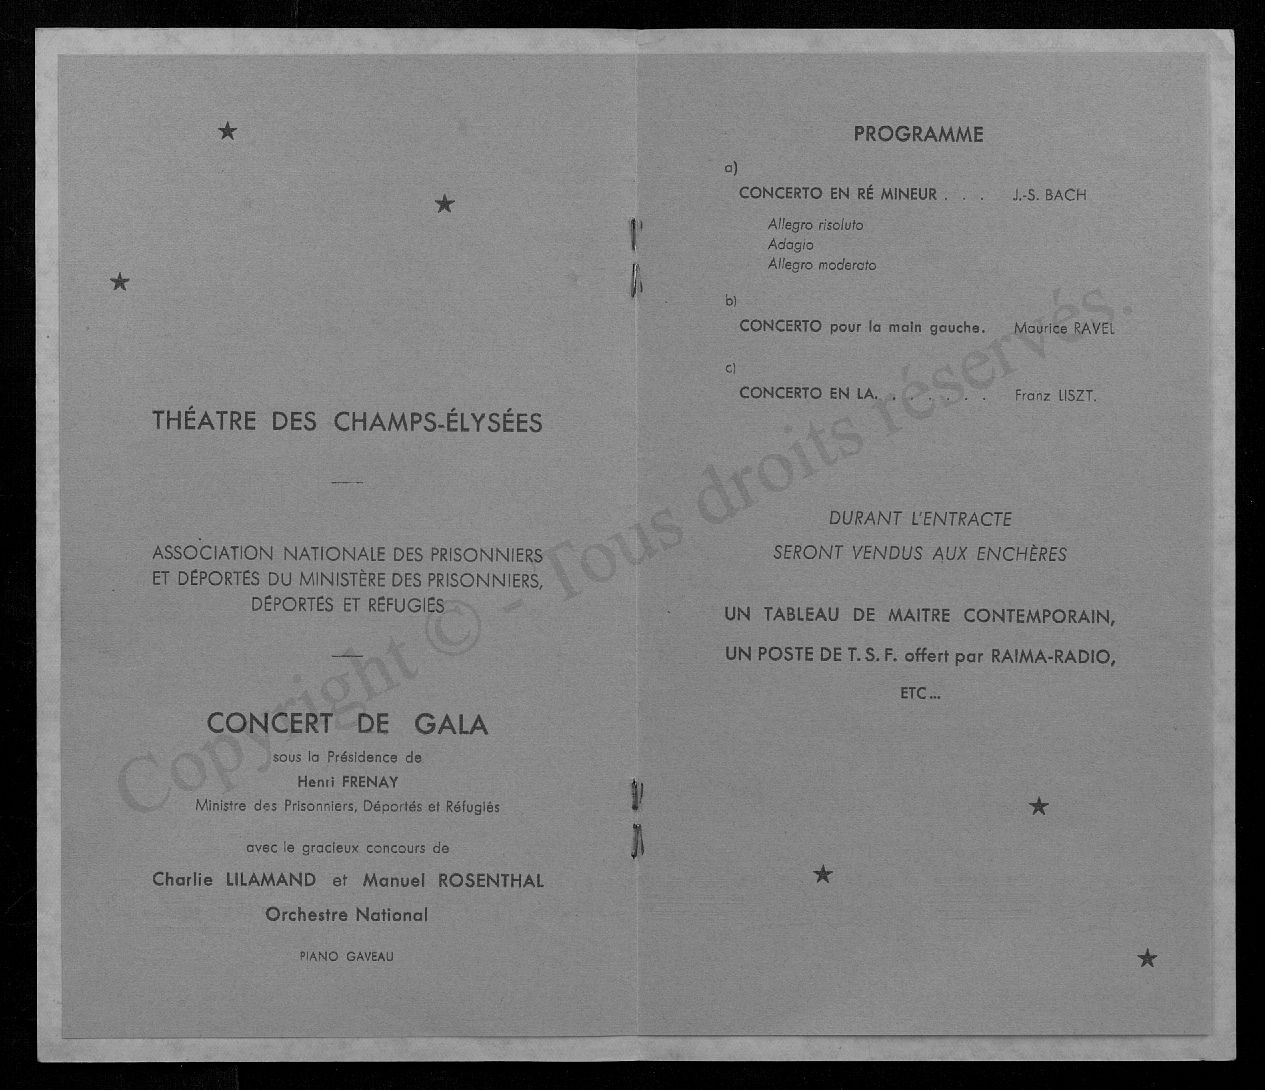 THÉATRE DES CHAMPS-ÉLYSÉES
ASSOCIATION NATIONALE DES PRISONNIERS
ET DÉPORTÉS DU MINISTÈRE DES PRISONNIERS,
DÉPORTÉS ET RÉFUGIÉS
CONCERT DE GALA
sous la Présidence de
Henri FRENAY
Ministre des Prisonniers, Déportés et Réfugiés
avec le gracieux concours de
Charlie LILAMAND et Manuel ROSENTHAL
Orchestre National
PIANO GAVEAU
PROGRAMME
a)
CONCERTO EN RÉ MINEUR . . . J.-S. BACH
Allegro risoluto
Adagio
Allegro moderato
b)
CONCERTO pour la main gauche. Maurice RAVEL
c)
CONCERTO EN LA. . . . . . . Franz LISZT.
DURANT L'ENTRACTE
SERONT VENDUS AUX ENCHÈRES
UN TABLEAU DE MAITRE CONTEMPORAIN,
UN POSTE DE T. S. F. offert par RAIMA-RADIO,
ETC...
Copyright © - Tous droits réservés.